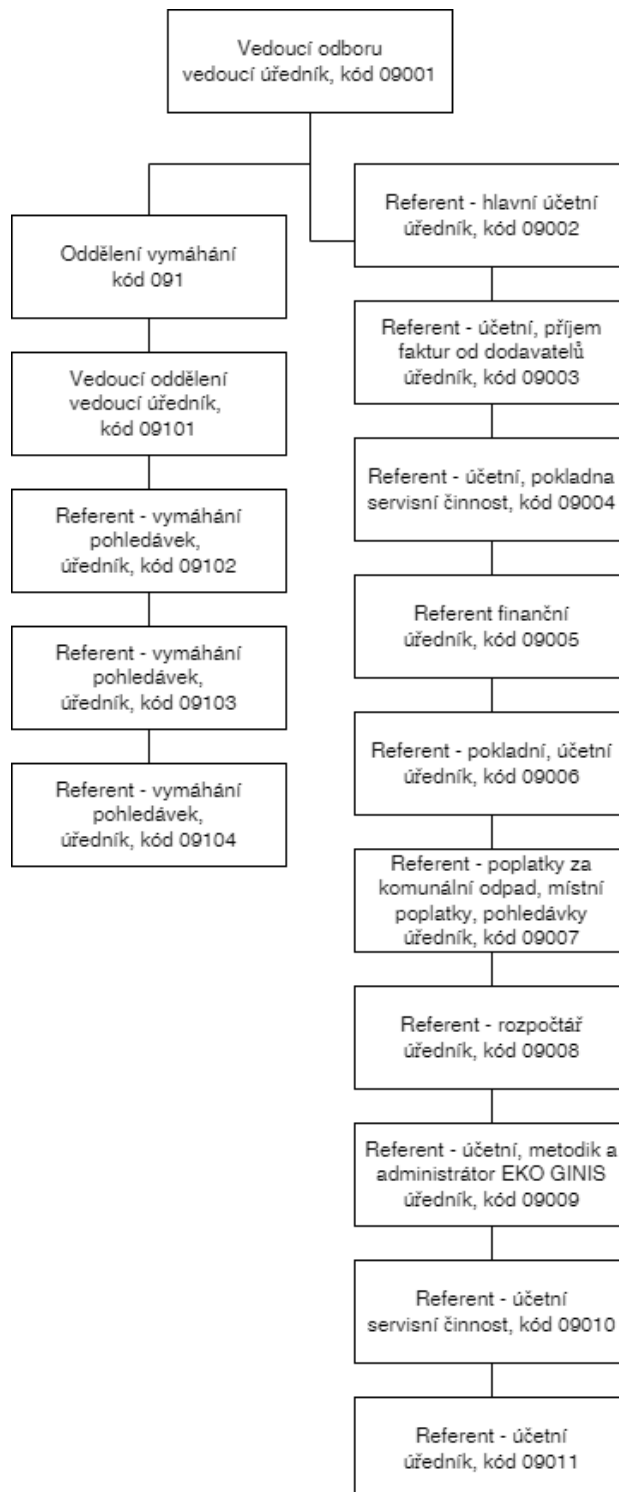 Vedoucí odboru
vedoucí úředník, kód 09001
Oddělení vymáhání
kód 091
Vedoucí oddělení
vedoucí úředník,
kód 09101
Referent - vymáhání
pohledávek,
úředník, kód 09102
Referent - vymáhání
pohledávek,
úředník, kód 09103
Referent - vymáhání
pohledávek,
úředník, kód 09104
Referent - hlavní účetní
úředník, kód 09002
Referent - účetní, příjem
faktur od dodavatelů
úředník, kód 09003
Referent - účetní, pokladna
servisní činnost, kód 09004
Referent finanční
úředník, kód 09005
Referent - pokladní, účetní
úředník, kód 09006
Referent - poplatky za
komunální odpad, místní
poplatky, pohledávky
úředník, kód 09007
Referent - rozpočtář
úředník, kód 09008
Referent - účetní, metodik a
administrátor EKO GINIS
úředník, kód 09009
Referent - účetní
servisní činnost, kód 09010
Referent - účetní
úředník, kód 09011